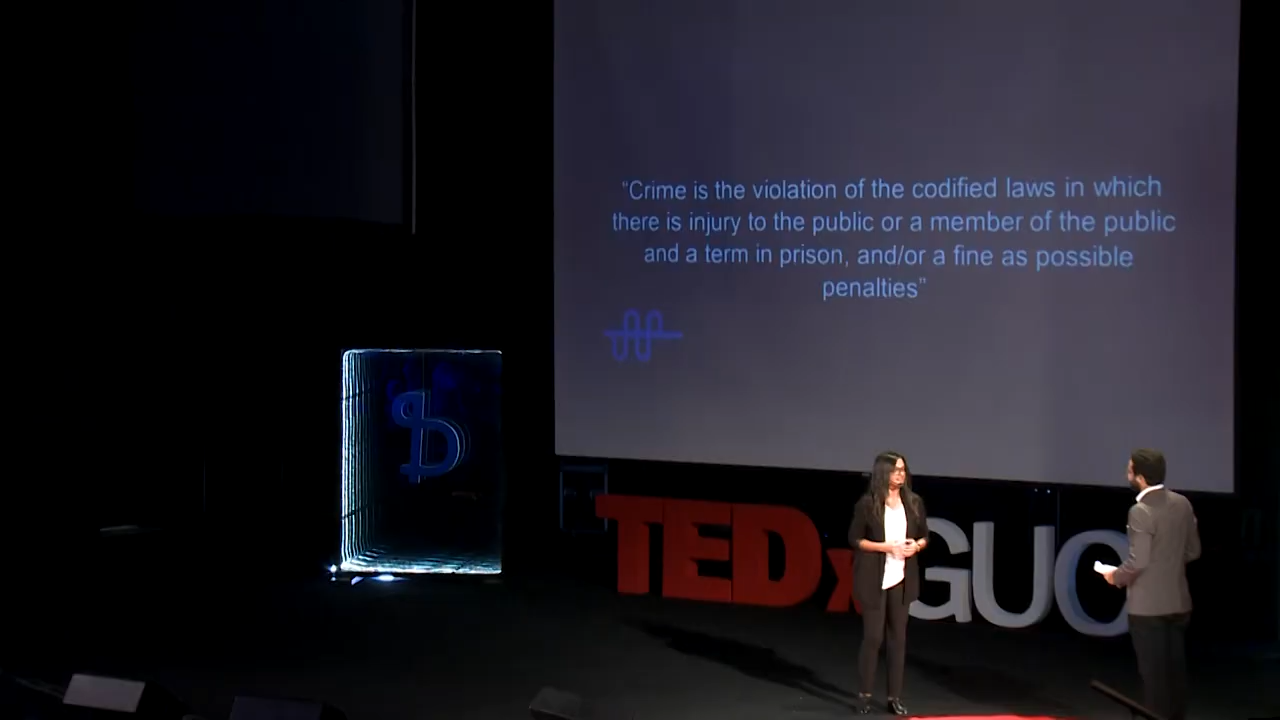 “Crime is the violation of the codified laws in which
there is injury to the public or a member of the public
and a term in prison, and/or a fine as possible
penalties”
TEDxGUC